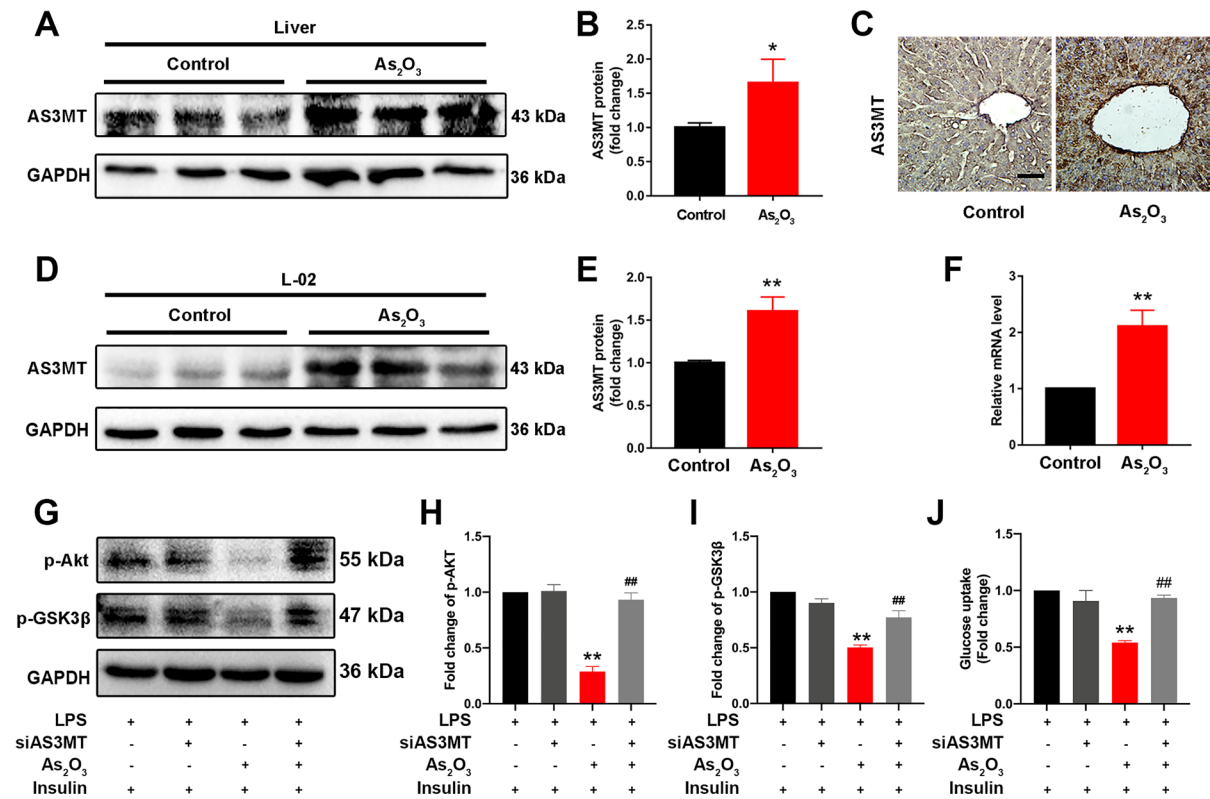 A
Liver
Control As₂O₃
AS3MT 43 kDa
GAPDH 36 kDa
B
AS3MT protein
(fold change)
2.5
2.0
1.5
1.0
0.5
0.0
*
Control As₂O₃
C
AS3MT
Control As₂O₃
D
L-02
Control As₂O₃
AS3MT 43 kDa
GAPDH 36 kDa
E
AS3MT protein
(fold change)
2.0
1.5
1.0
0.5
0.0
**
Control As₂O₃
F
Relative mRNA level
3
2
1
0
**
Control As₂O₃
G
p-Akt 55 kDa
p-GSK3β 47 kDa
GAPDH 36 kDa
LPS + + + +
siAS3MT - + - +
As₂O₃ - - + +
Insulin + + + +
H
Fold change of p-AKT
1.5
1.0
0.5
0.0
** ##
LPS + + + +
siAS3MT - + - +
As₂O₃ - - + +
Insulin + + + +
I
Fold change of p-GSK3β
1.5
1.0
0.5
0.0
** ##
LPS + + + +
siAS3MT - + - +
As₂O₃ - - + +
Insulin + + + +
J
Glucose uptake
(Fold change)
1.5
1.0
0.5
0.0
** ##
LPS + + + +
siAS3MT - + - +
As₂O₃ - - + +
Insulin + + + +